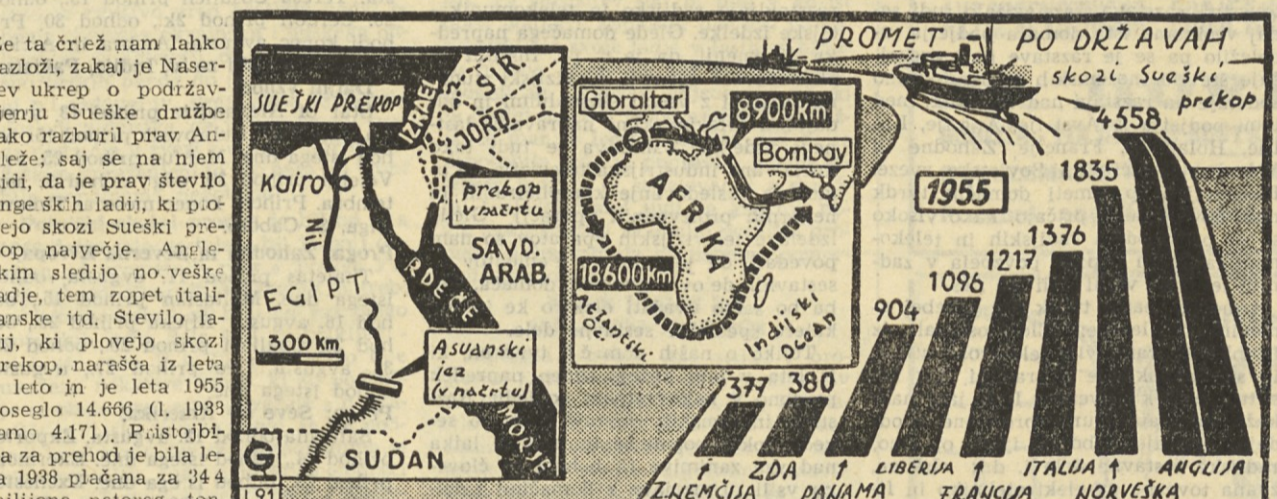 Že ta črtež nam lahko
razloži, zakaj je Naser-
jev ukrep o podržav-
ljenju Sueške družbe
tako razburil prav An-
gleže; saj se na njem
vidi, da je prav število
angleških ladij, ki plo-
vejo skozi Sueški pre-
kop največje. Angle-
škim sledijo norveške
ladje, tem zopet itali-
janske itd. Število la-
dij, ki plovejo skozi
prekop, narašča iz leta
v leto in je leta 1955
doseglo 14.666 (l. 1938
samo 4.171). Pristojbi-
na za prehod je bila le-
ta 1938 plačana za 34 4
SUEŠKI PREKOP
IZRAEL
SIR.
JORD.
Kairo
NIL
prekop
v načrtu
SAVD.
ARAB.
EGIPT
RDEČE
MORJE
300 Km
Asuanski
jez
(v načrtu)
SUDAN
G
L91
Gibraltar
8900Km
Bombay
AFRIKA
18600Km
Atlantski
Oc.
Indijski
Ocean
PROMET PO DRŽAVAH
skozi Sueški
prekop
1955
377
380
904
1096
1217
1376
1835
4558
Z.NEMČIJA
ZDA
PANAMA
LIBERIJA
FRANCIJA
ITALIJA
NORVEŠKA
ANGLIJA